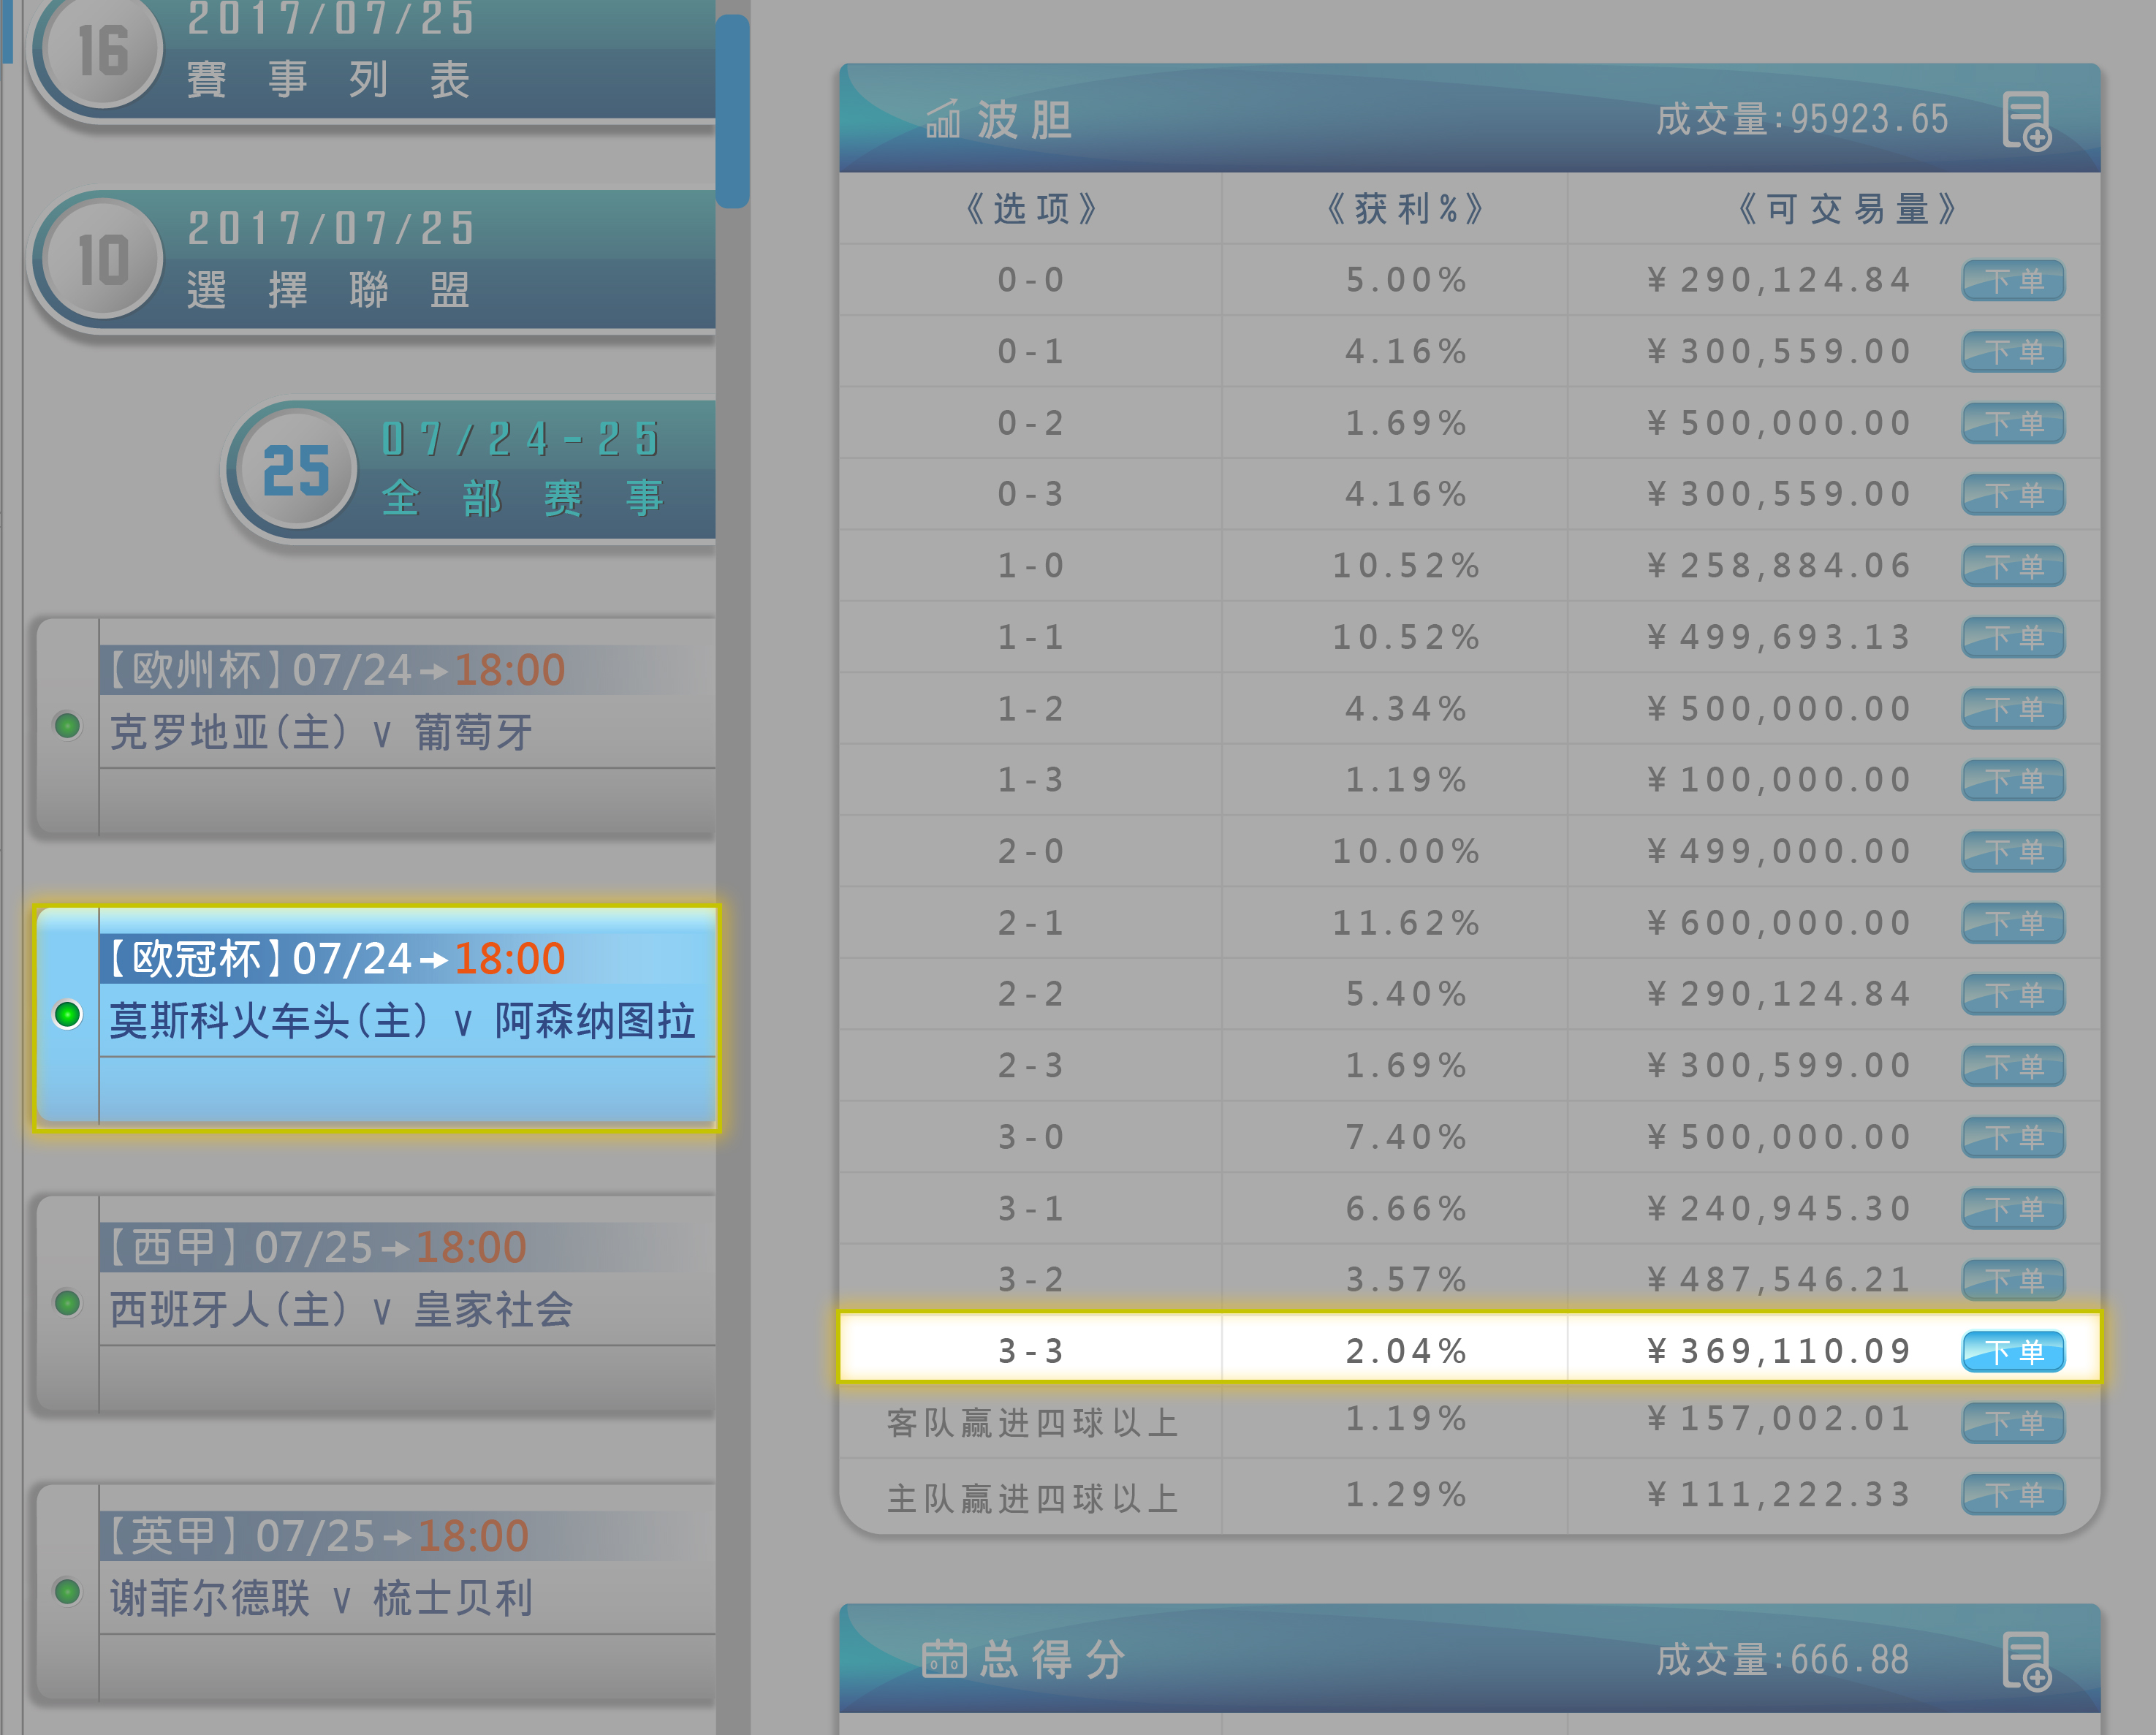 16
2017/07/25
賽事列表
10
2017/07/25
選擇聯盟
25
07/24-25
全部赛事
【欧州杯】07/24➔18:00
克罗地亚(主) V 葡萄牙
【欧冠杯】07/24➔18:00
莫斯科火车头(主) V 阿森纳图拉
【西甲】07/25➔18:00
西班牙人(主) V 皇家社会
【英甲】07/25➔18:00
谢菲尔德联 V 梳士贝利
波胆 成交量:95923.65
《选项》 《获利%》 《可交易量》
0-0 5.00% ¥290,124.84 下单
0-1 4.16% ¥300,559.00 下单
0-2 1.69% ¥500,000.00 下单
0-3 4.16% ¥300,559.00 下单
1-0 10.52% ¥258,884.06 下单
1-1 10.52% ¥499,693.13 下单
1-2 4.34% ¥500,000.00 下单
1-3 1.19% ¥100,000.00 下单
2-0 10.00% ¥499,000.00 下单
2-1 11.62% ¥600,000.00 下单
2-2 5.40% ¥290,124.84 下单
2-3 1.69% ¥300,599.00 下单
3-0 7.40% ¥500,000.00 下单
3-1 6.66% ¥240,945.30 下单
3-2 3.57% ¥487,546.21 下单
3-3 2.04% ¥369,110.09 下单
客队赢进四球以上 1.19% ¥157,002.01 下单
主队赢进四球以上 1.29% ¥111,222.33 下单
总得分 成交量:666.88